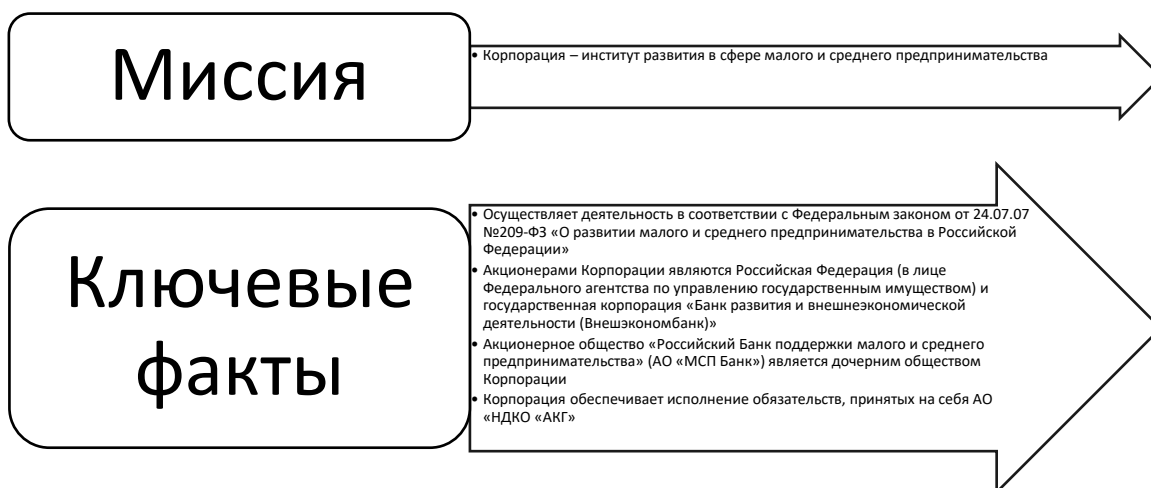 Миссия
• Корпорация – институт развития в сфере малого и среднего предпринимательства
Ключевые
факты
• Осуществляет деятельность в соответствии с Федеральным законом от 24.07.07
№209-ФЗ «О развитии малого и среднего предпринимательства в Российской
Федерации»
• Акционерами Корпорации являются Российская Федерация (в лице
Федерального агентства по управлению государственным имуществом) и
государственная корпорация «Банк развития и внешнеэкономической
деятельности (Внешэкономбанк)»
• Акционерное общество «Российский Банк поддержки малого и среднего
предпринимательства» (АО «МСП Банк») является дочерним обществом
Корпорации
• Корпорация обеспечивает исполнение обязательств, принятых на себя АО
«НДКО «АКГ»